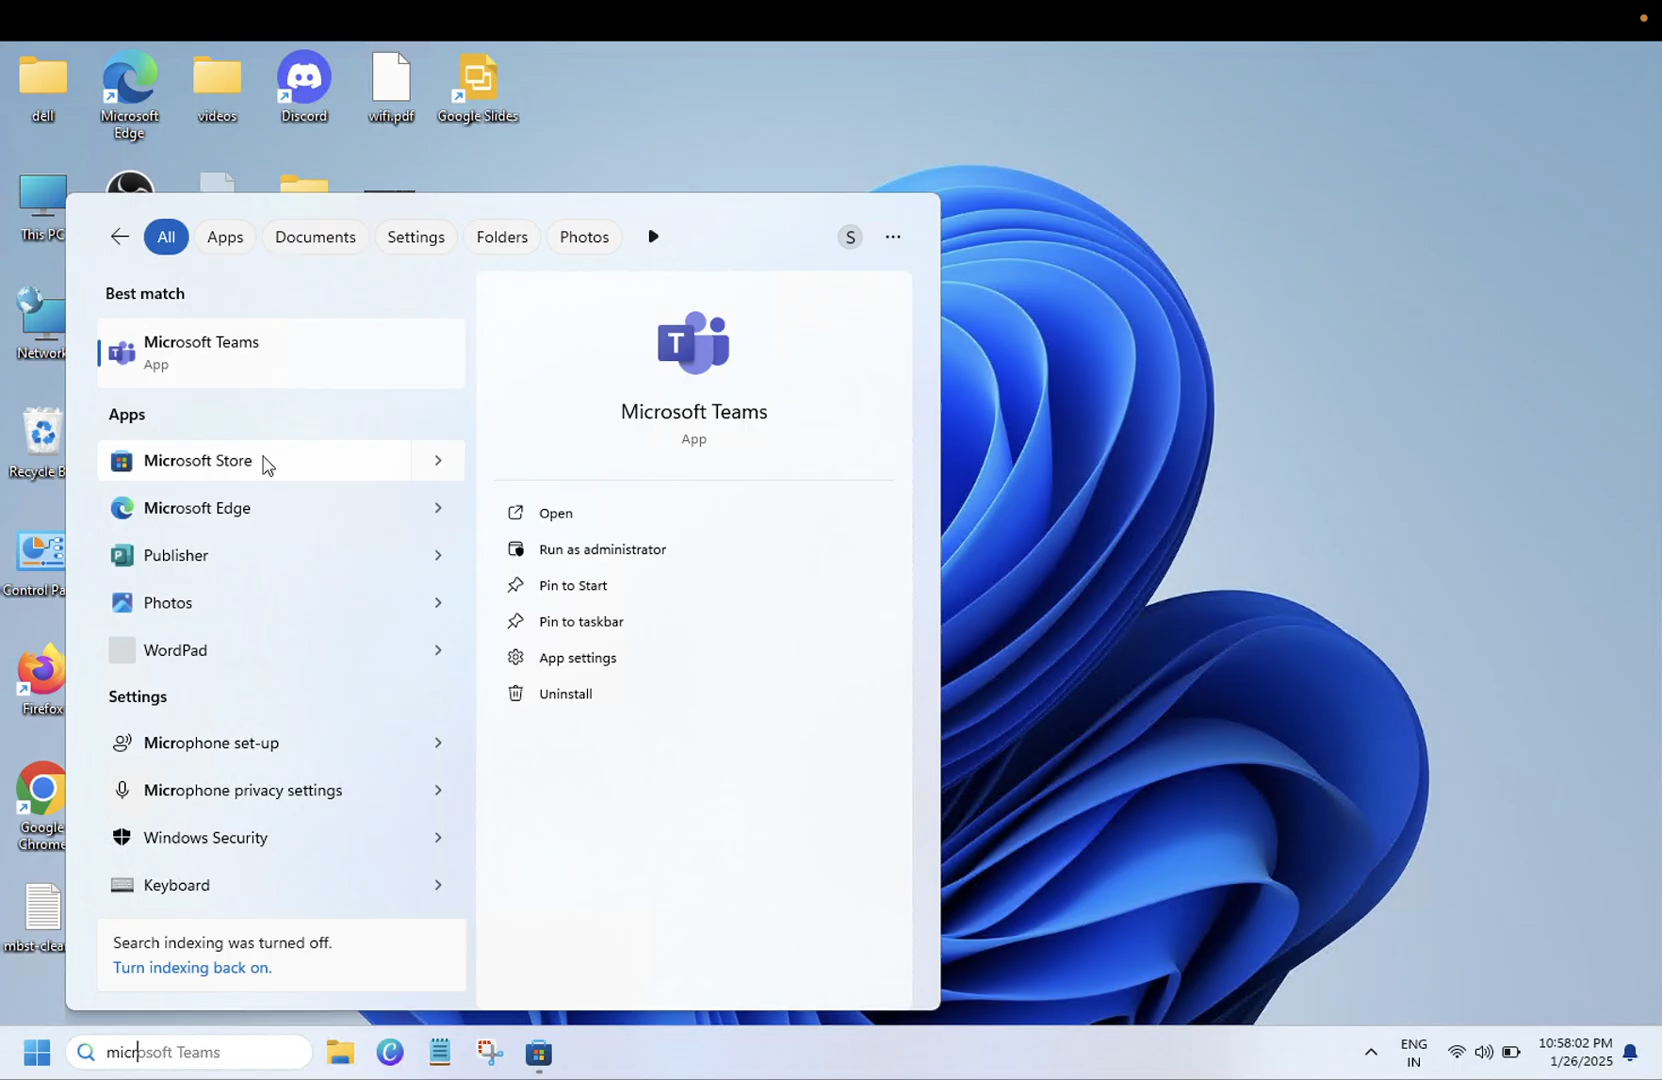 dell
Microsoft
Edge
videos
Discord
wifi.pdf
Google Slides
This PC
Network
Recycle B
Control Pa
Firefox
Google
Chrome
mbst-clea
All
Apps
Documents
Settings
Folders
Photos
S
Best match
Microsoft Teams
App
Apps
Microsoft Store
Microsoft Edge
Publisher
Photos
WordPad
Settings
Microphone set-up
Microphone privacy settings
Windows Security
Keyboard
Search indexing was turned off.
Turn indexing back on.
T
Microsoft Teams
App
Open
Run as administrator
Pin to Start
Pin to taskbar
App settings
Uninstall
microsoft Teams
ENG
IN
10:58:02 PM
1/26/2025